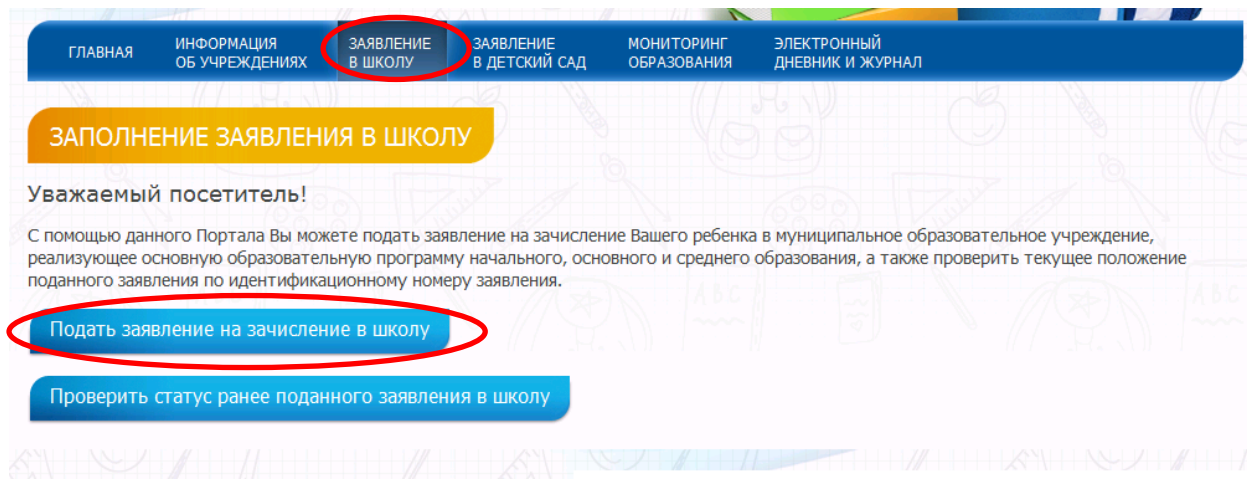 ГЛАВНАЯ
ИНФОРМАЦИЯ
ОБ УЧРЕЖДЕНИЯХ
ЗАЯВЛЕНИЕ
В ШКОЛУ
ЗАЯВЛЕНИЕ
В ДЕТСКИЙ САД
МОНИТОРИНГ
ОБРАЗОВАНИЯ
ЭЛЕКТРОННЫЙ
ДНЕВНИК И ЖУРНАЛ
ЗАПОЛНЕНИЕ ЗАЯВЛЕНИЯ В ШКОЛУ
Уважаемый посетитель!
С помощью данного Портала Вы можете подать заявление на зачисление Вашего ребенка в муниципальное образовательное учреждение,
реализующее основную образовательную программу начального, основного и среднего образования, а также проверить текущее положение
поданного заявления по идентификационному номеру заявления.
Подать заявление на зачисление в школу
Проверить статус ранее поданного заявления в школу
ABC
ABC
ABC